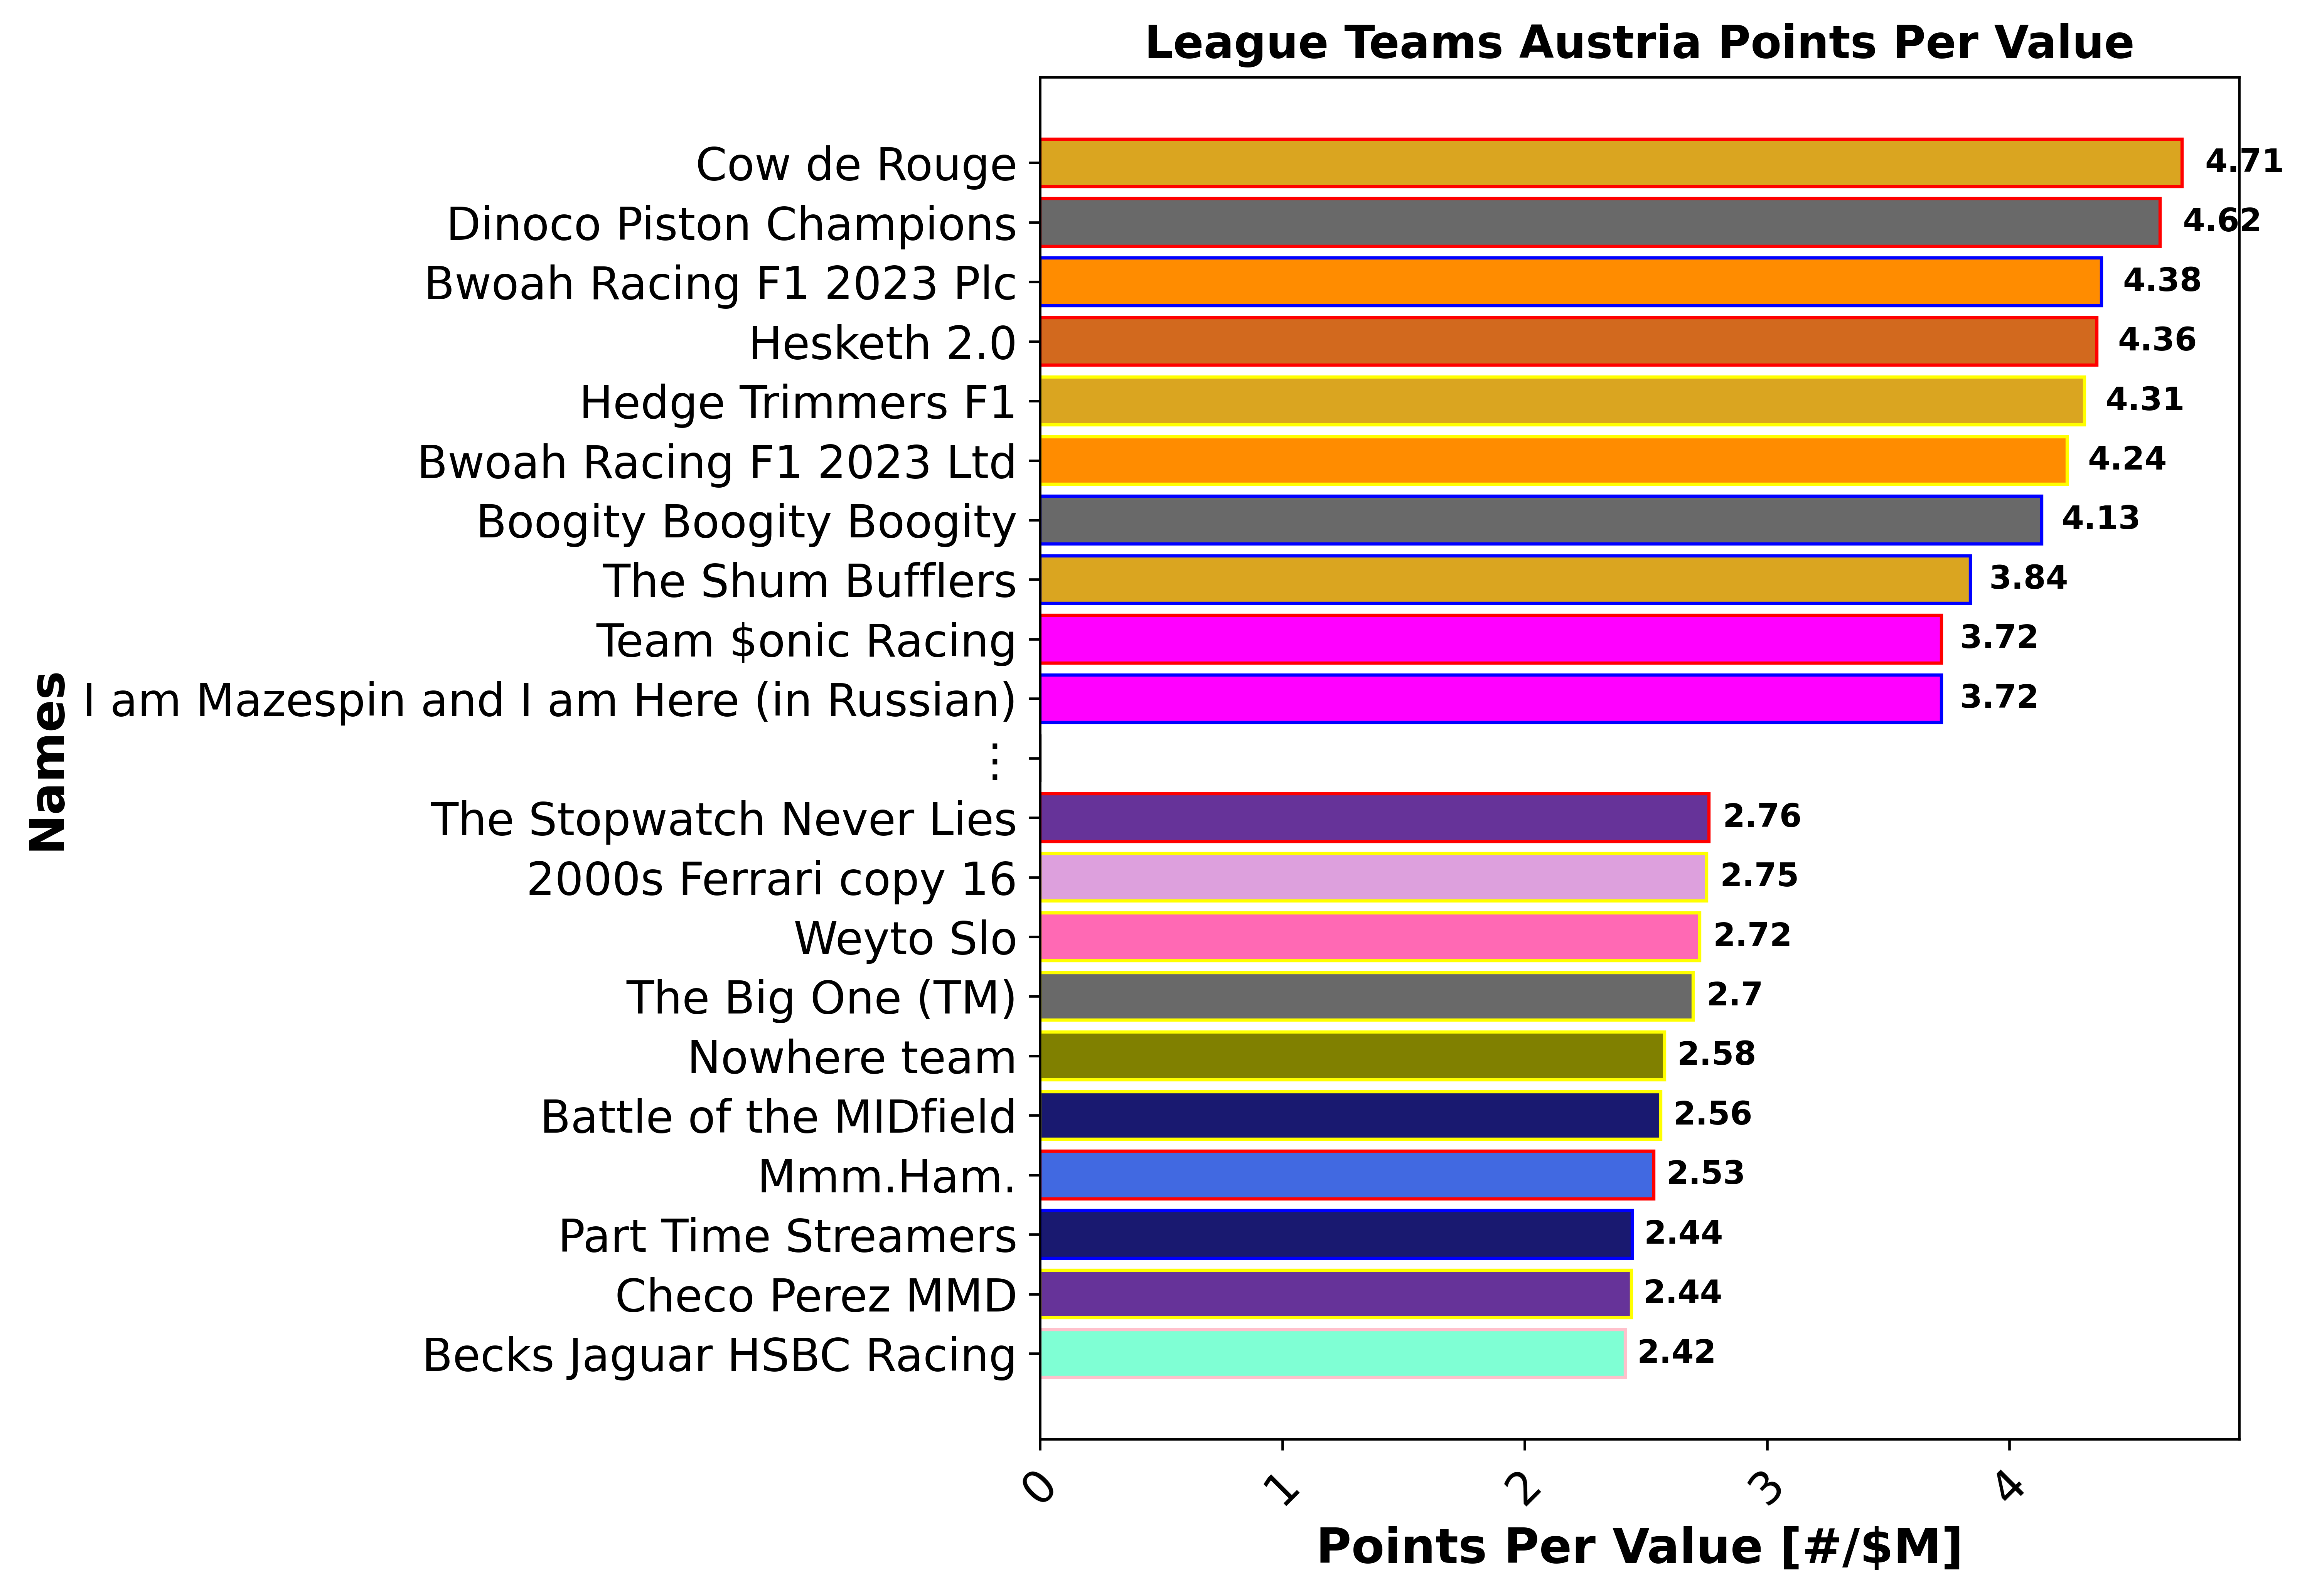 League Teams Austria Points Per Value
Cow de Rouge 4.71
Dinoco Piston Champions 4.62
Bwoah Racing F1 2023 Plc 4.38
Hesketh 2.0 4.36
Hedge Trimmers F1 4.31
Bwoah Racing F1 2023 Ltd 4.24
Boogity Boogity Boogity 4.13
The Shum Bufflers 3.84
Team $onic Racing 3.72
I am Mazespin and I am Here (in Russian) 3.72
⋮
The Stopwatch Never Lies 2.76
2000s Ferrari copy 16 2.75
Weyto Slo 2.72
The Big One (TM) 2.7
Nowhere team 2.58
Battle of the MIDfield 2.56
Mmm.Ham. 2.53
Part Time Streamers 2.44
Checo Perez MMD 2.44
Becks Jaguar HSBC Racing 2.42
Names
0 1 2 3 4
Points Per Value [#/$M]